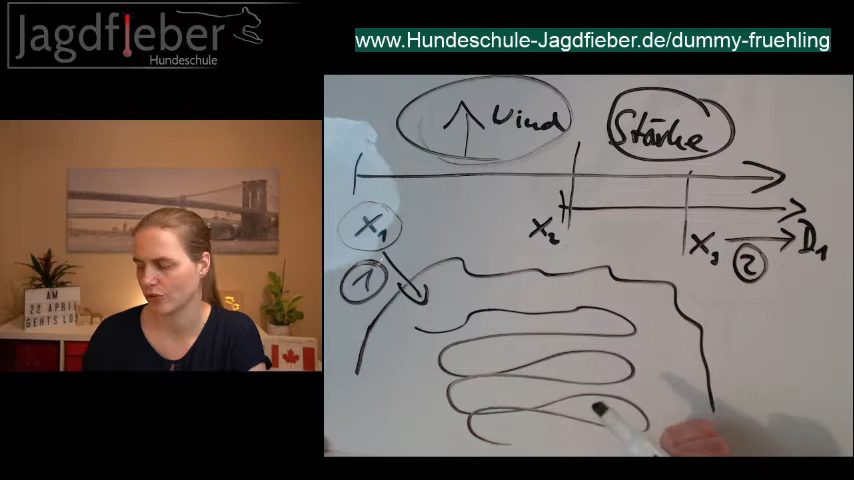 Jagdfieber
Hundeschule
www.Hundeschule-Jagdfieber.de/dummy-fruehling
Wind
Stärke
X1
X2
X3
D1
1
2
AM
22 APRIL
GEHTS LOS